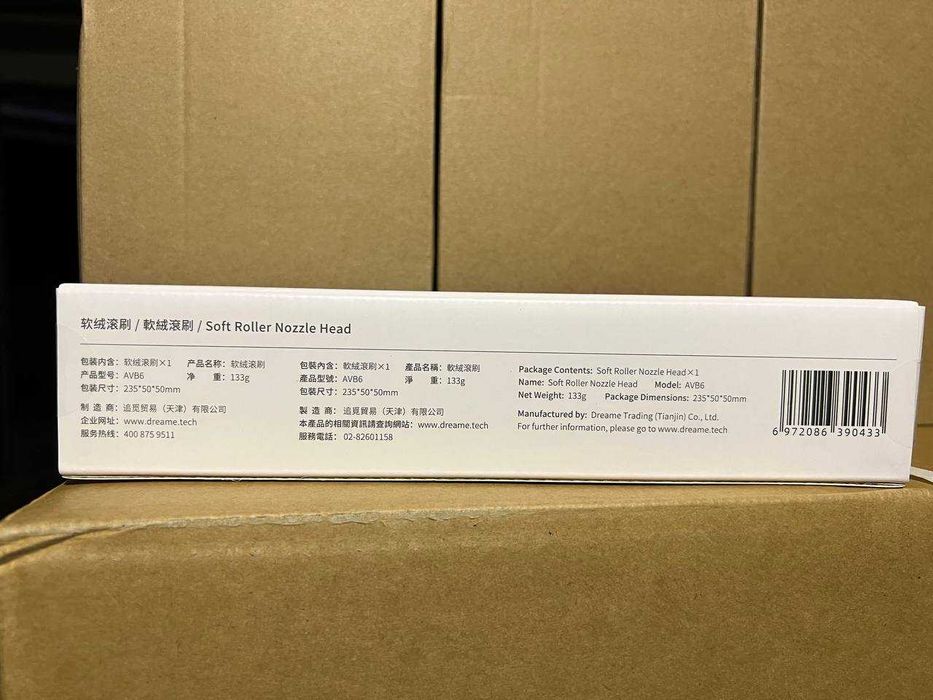 软绒滚刷 / 軟絨滾刷 / Soft Roller Nozzle Head
包装内含：软绒滚刷×1 产品名称：软绒滚刷
产品型号：AVB6 净 重：133g
包装尺寸：235*50*50mm
制 造 商：追觅贸易（天津）有限公司
企业网址：www.dreame.tech
服务热线：400 875 9511
包裝內含：軟絨滾刷×1 產品名稱：軟絨滾刷
產品型號：AVB6 淨 重：133g
包裝尺寸：235*50*50mm
製 造 商：追覓貿易（天津）有限公司
本產品的相關資訊請查詢網站：www.dreame.tech
服務電話：02-82601158
Package Contents: Soft Roller Nozzle Head×1
Name: Soft Roller Nozzle Head Model: AVB6
Net Weight: 133g Package Dimensions: 235*50*50mm
Manufactured by: Dreame Trading (Tianjin) Co., Ltd.
For further information, please go to www.dreame.tech
6 972086 390433